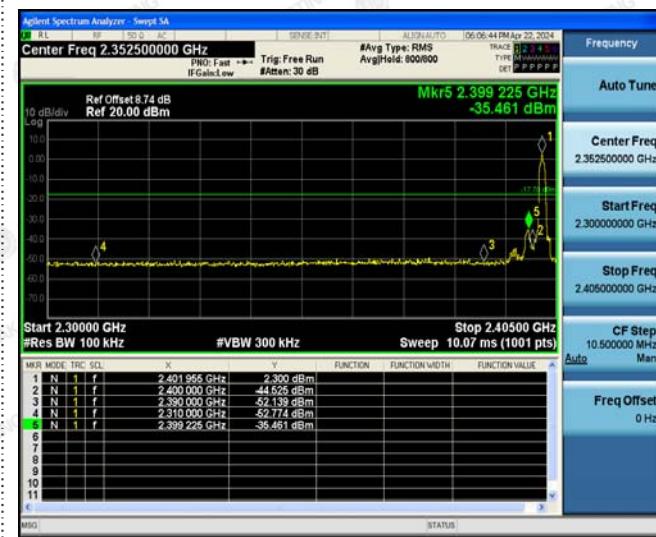 Agilent Spectrum Analyzer - Swept SA
RL RF 50 Ω AC SENSE:INT ALIGNAUTO 06:06:44 PM Apr 22, 2024
Center Freq 2.352500000 GHz
PNO: Fast
IFGain:Low
Trig: Free Run
#Atten: 30 dB
#Avg Type: RMS
Avg|Hold: 800/800
TRACE 1 2 3 4 5 6
TYPE M
DET P P P P P P
Frequency
Ref Offset 8.74 dB
Ref 20.00 dBm
10 dB/div
Log
Mkr5 2.399 225 GHz
-35.461 dBm
10.0
0.00
-10.0
-20.0
-30.0
-40.0
-50.0
-60.0
-70.0
1
2
3
4
5
Start 2.30000 GHz
Stop 2.40500 GHz
#Res BW 100 kHz
#VBW 300 kHz
Sweep 10.07 ms (1001 pts)
MKR MODE TRC SCL X Y FUNCTION FUNCTION WIDTH FUNCTION VALUE
1 N 1 f 2.401 955 GHz 2.300 dBm
2 N 1 f 2.400 000 GHz -44.525 dBm
3 N 1 f 2.390 000 GHz -52.139 dBm
4 N 1 f 2.310 000 GHz -52.774 dBm
5 N 1 f 2.399 225 GHz -35.461 dBm
6
7
8
9
10
11
MSG
STATUS
Auto Tune
Center Freq
2.352500000 GHz
Start Freq
2.300000000 GHz
Stop Freq
2.405000000 GHz
CF Step
10.500000 MHz
Auto Man
Freq Offset
0 Hz